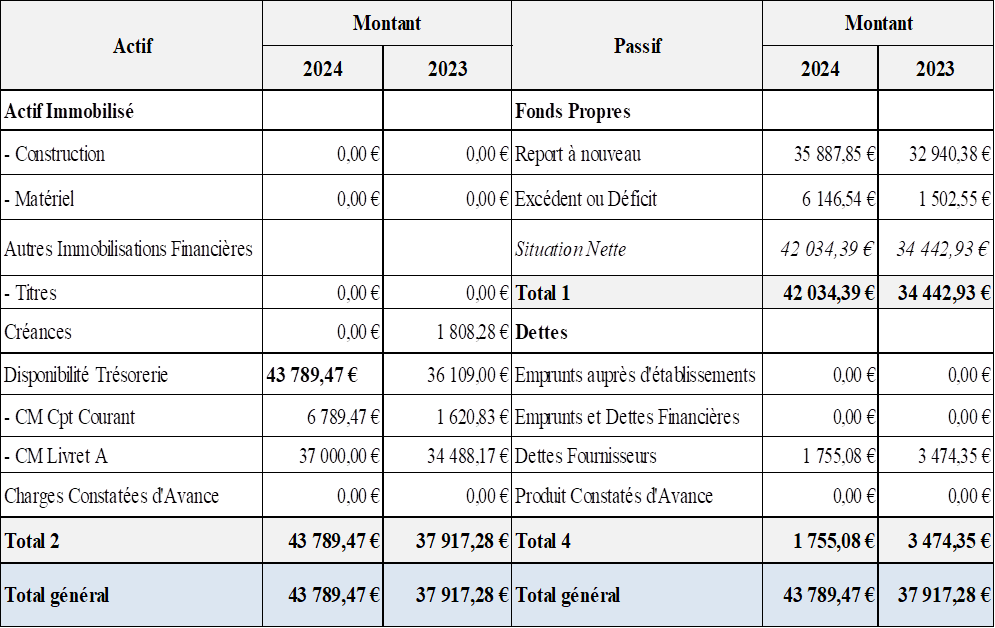 Actif Montant Passif Montant
2024 2023 2024 2023
Actif Immobilisé Fonds Propres
- Construction 0,00 € 0,00 € Report à nouveau 35 887,85 € 32 940,38 €
- Matériel 0,00 € 0,00 € Excédent ou Déficit 6 146,54 € 1 502,55 €
Autres Immobilisations Financières Situation Nette 42 034,39 € 34 442,93 €
- Titres 0,00 € 0,00 € Total 1 42 034,39 € 34 442,93 €
Créances 0,00 € 1 808,28 € Dettes
Disponibilité Trésorerie 43 789,47 € 36 109,00 € Emprunts auprès d'établissements 0,00 € 0,00 €
- CM Cpt Courant 6 789,47 € 1 620,83 € Emprunts et Dettes Financières 0,00 € 0,00 €
- CM Livret A 37 000,00 € 34 488,17 € Dettes Fournisseurs 1 755,08 € 3 474,35 €
Charges Constatées d'Avance 0,00 € 0,00 € Produit Constatés d'Avance 0,00 € 0,00 €
Total 2 43 789,47 € 37 917,28 € Total 4 1 755,08 € 3 474,35 €
Total général 43 789,47 € 37 917,28 € Total général 43 789,47 € 37 917,28 €